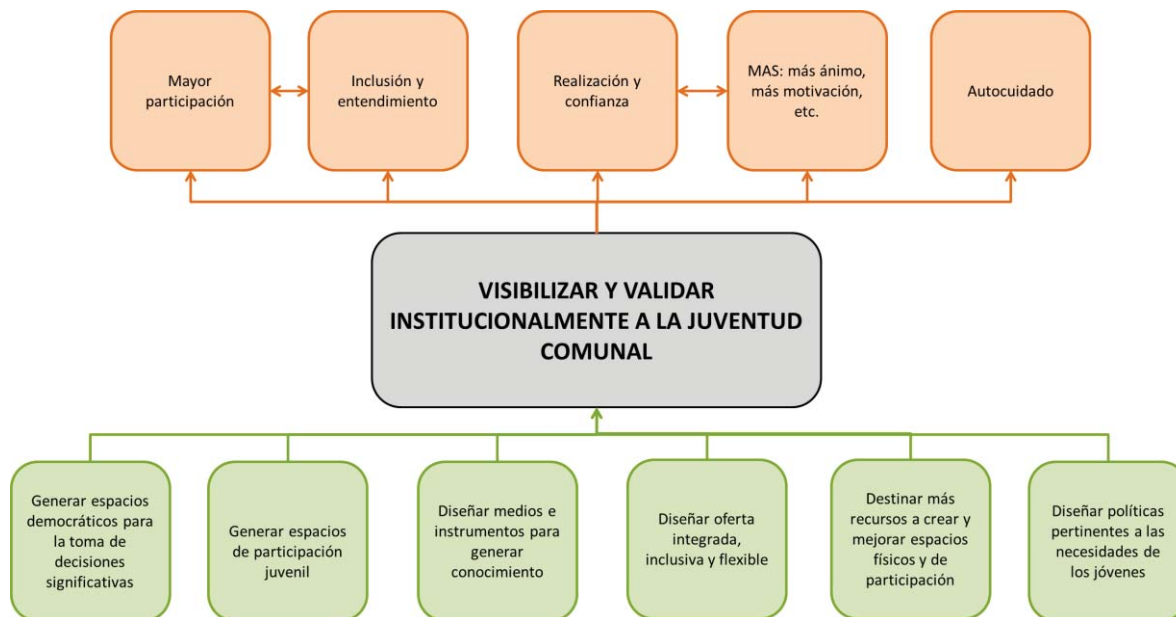 Mayor
participación
Inclusión y
entendimiento
Realización y
confianza
MAS: más ánimo,
más motivación,
etc.
Autocuidado
VISIBILIZAR Y VALIDAR
INSTITUCIONALMENTE A LA JUVENTUD
COMUNAL
Generar espacios
democráticos para
la toma de
decisiones
significativas
Generar espacios
de participación
juvenil
Diseñar medios e
instrumentos para
generar
conocimiento
Diseñar oferta
integrada,
inclusiva y flexible
Destinar más
recursos a crear y
mejorar espacios
físicos y de
participación
Diseñar políticas
pertinentes a las
necesidades de
los jóvenes